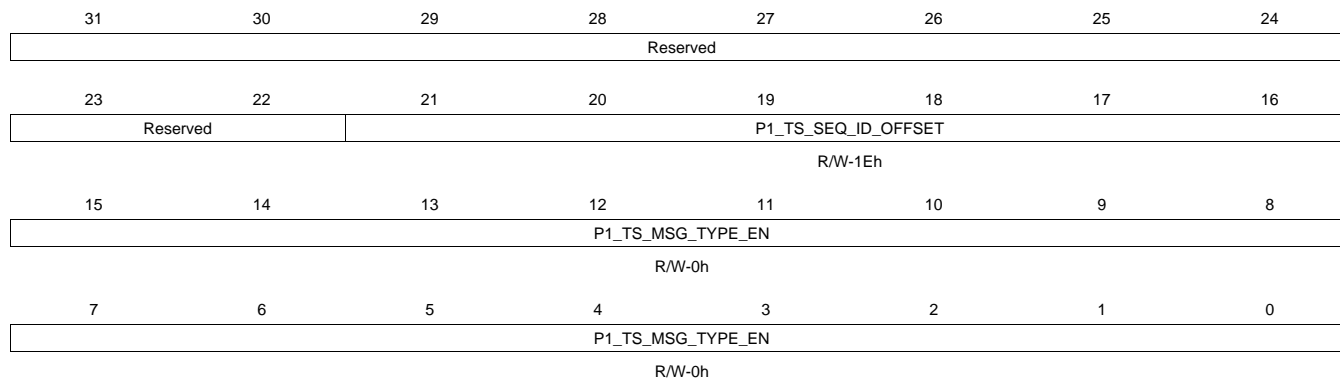 31 30 29 28 27 26 25 24
Reserved
23 22 21 20 19 18 17 16
Reserved P1_TS_SEQ_ID_OFFSET
R/W-1Eh
15 14 13 12 11 10 9 8
P1_TS_MSG_TYPE_EN
R/W-0h
7 6 5 4 3 2 1 0
P1_TS_MSG_TYPE_EN
R/W-0h